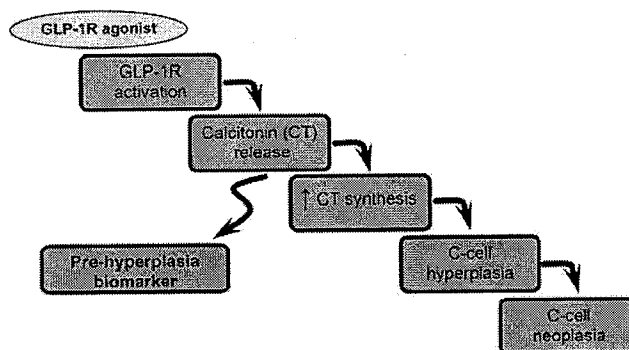 GLP-1R agonist
GLP-1R
activation
Calcitonin (CT)
release
↑ CT synthesis
Pre-hyperplasia
biomarker
C-cell
hyperplasia
C-cell
neoplasia